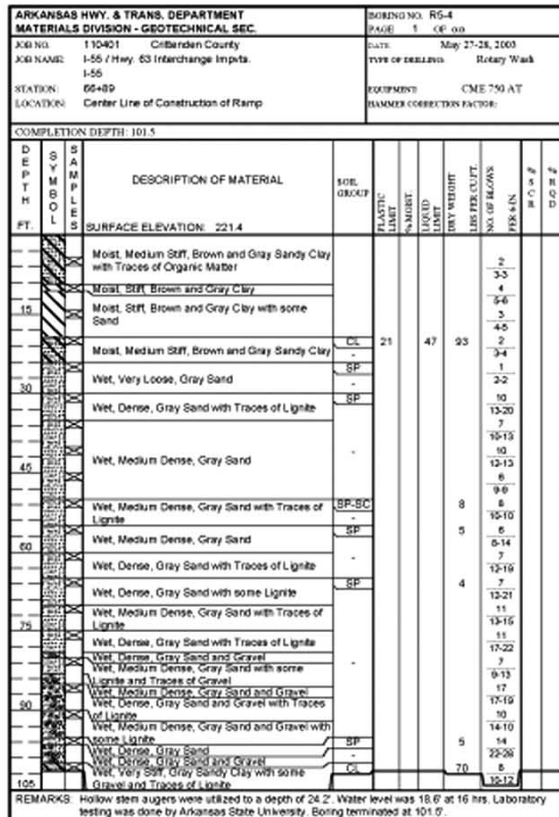 ARKANSAS HWY. & TRANS. DEPARTMENT
MATERIALS DIVISION - GEOTECHNICAL SEC.
BORING NO. RS-4
PAGE 1 OF
JOB NO. 110401 Crittenden County
DATE May 27-28, 2003
JOB NAME: I-55 / Hwy. 63 Interchange Impvts.
TYPE OF DRILLING: Rotary Wash
I-55
STATION: 66+89
EQUIPMENT: CME 750 AT
LOCATION: Center Line of Construction of Ramp
HAMMER CORRECTION FACTOR:
COMPLETION DEPTH: 101.5
DEPTH FT.
SYMBOL
SAMPLES
DESCRIPTION OF MATERIAL
SURFACE ELEVATION: 221.4
SOIL GROUP
PLASTIC LIMIT
% MOIST.
LIQUID LIMIT
DRY WEIGHT LBS PER CU.FT.
NO. OF BLOWS PER 6-IN.
% SCR
% RQD
Moist, Medium Stiff, Brown and Gray Sandy Clay
with Traces of Organic Matter
2
3-3
Moist, Stiff, Brown and Gray Clay
4
5-6
15
Moist, Stiff, Brown and Gray Clay with some
Sand
3
4-5
CL 21 47 93 2
Moist, Medium Stiff, Brown and Gray Sandy Clay - 3-4
SP 1
30 Wet, Very Loose, Gray Sand - 2-2
SP 10
Wet, Dense, Gray Sand with Traces of Lignite 13-20
7
10-13
10
45 Wet, Medium Dense, Gray Sand - 12-13
6
9-9
Wet, Medium Dense, Gray Sand with Traces of SP-SC 8 8
Lignite - 10-10
Wet, Medium Dense, Gray Sand SP 5 6
60 8-14
7
Wet, Dense, Gray Sand with Traces of Lignite - 12-19
Wet, Dense, Gray Sand with some Lignite SP 4 7
12-21
Wet, Medium Dense, Gray Sand with Traces of 11
75 Lignite 13-15
11
Wet, Dense, Gray Sand with Traces of Lignite 17-22
Wet, Dense, Gray Sand and Gravel
Wet, Medium Dense, Gray Sand with some 7
Lignite and Traces of Gravel - 9-13
Wet, Medium Dense, Gray Sand and Gravel 17
90 Wet, Dense, Gray Sand and Gravel with Traces 17-19
of Lignite 10
Wet, Medium Dense, Gray Sand and Gravel with 14-10
some Lignite SP 5 14
Wet, Dense, Gray Sand - 22-28
Wet, Dense, Gray Sand and Gravel CL 70 8
Wet, Very Stiff, Gray Sandy Clay with some 10-12
105 Gravel and Traces of Lignite
REMARKS: Hollow stem augers were utilized to a depth of 24.2'. Water level was 18.6' at 16 hrs. Laboratory
testing was done by Arkansas State University. Boring terminated at 101.5'.